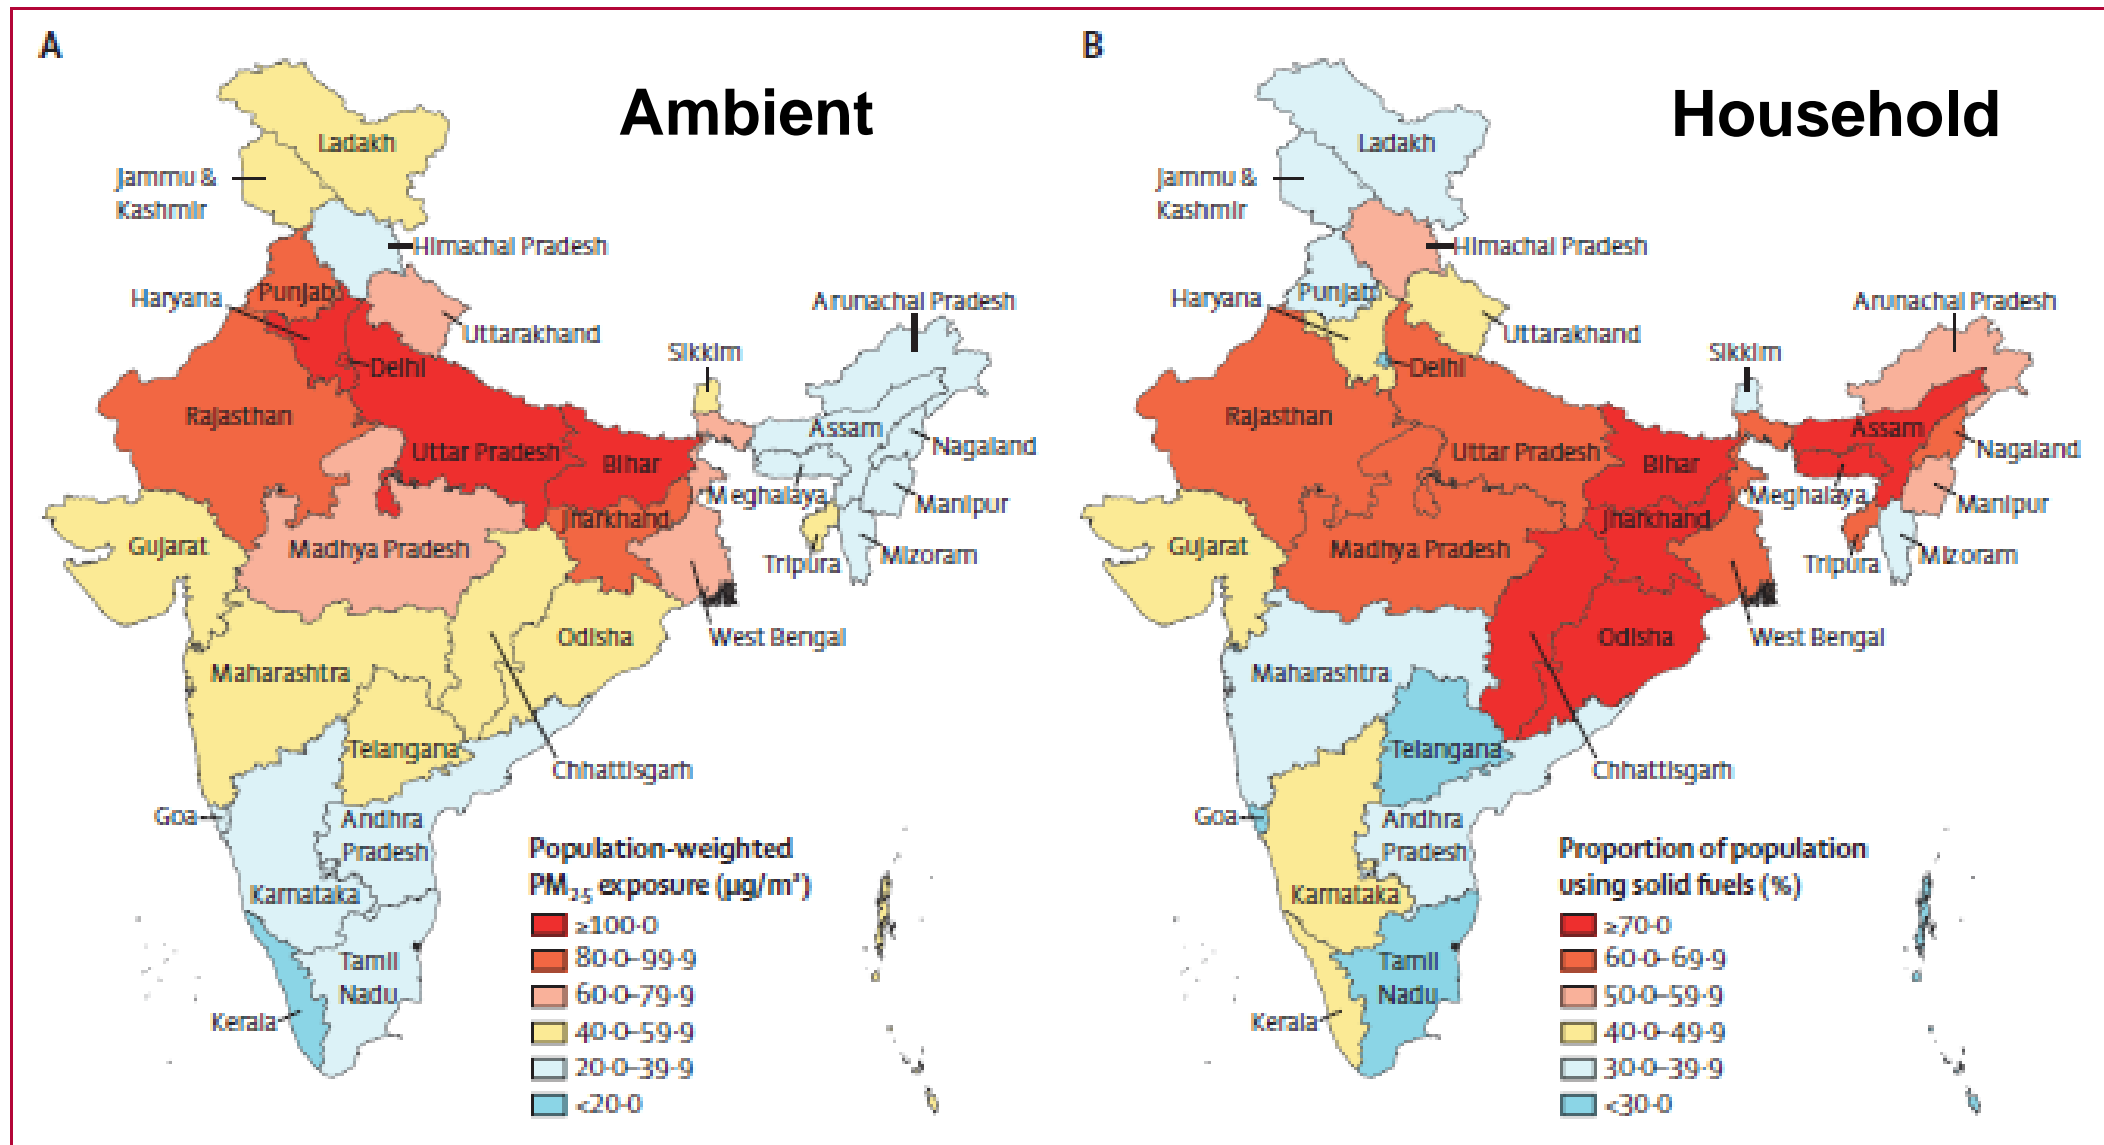 A
Ambient
Ladakh
Jammu &
Kashmir
Himachal Pradesh
Punjab
Haryana
Uttarakhand
Delhi
Arunachal Pradesh
Sikkim
Rajasthan
Uttar Pradesh
Bihar
Assam
Nagaland
Meghalaya
Manipur
Jharkhand
Gujarat
Madhya Pradesh
Tripura
Mizoram
West Bengal
Odisha
Maharashtra
Telangana
Chhattisgarh
Goa
Andhra
Pradesh
Karnataka
Tamil
Nadu
Kerala
Population-weighted
PM₂·₅ exposure (μg/m³)
≥100·0
80·0–99·9
60·0–79·9
40·0–59·9
20·0–39·9
<20·0
B
Household
Ladakh
Jammu &
Kashmir
Himachal Pradesh
Punjab
Haryana
Uttarakhand
Delhi
Arunachal Pradesh
Sikkim
Rajasthan
Uttar Pradesh
Bihar
Assam
Nagaland
Meghalaya
Manipur
Jharkhand
Gujarat
Madhya Pradesh
Tripura
Mizoram
West Bengal
Odisha
Maharashtra
Telangana
Chhattisgarh
Goa
Andhra
Pradesh
Karnataka
Tamil
Nadu
Kerala
Proportion of population
using solid fuels (%)
≥70·0
60·0–69·9
50·0–59·9
40·0–49·9
30·0–39·9
<30·0